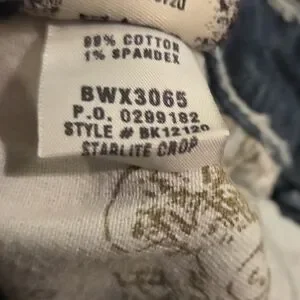 99% COTTON
1% SPANDEX
BWX3065
P.O. 0299182
STYLE # BK12120
STARLITE CROP